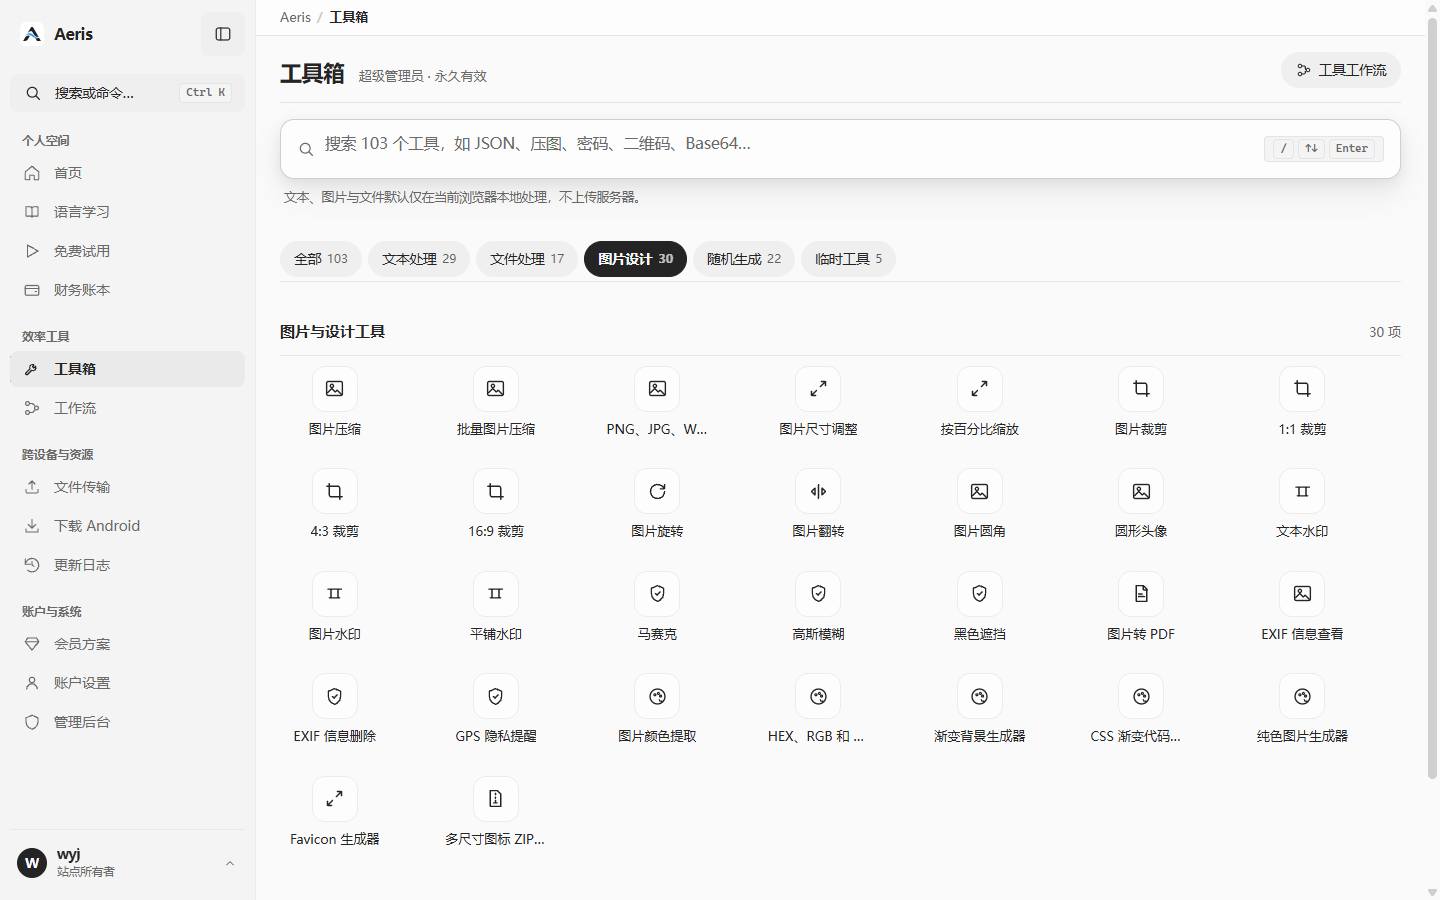 Aeris
搜索或命令... Ctrl K
个人空间
首页
语言学习
免费试用
财务账本
效率工具
工具箱
工作流
跨设备与资源
文件传输
下载 Android
更新日志
账户与系统
会员方案
账户设置
管理后台
W wyj
站点所有者
Aeris / 工具箱
工具箱 超级管理员 · 永久有效 工具工作流
搜索 103 个工具，如 JSON、压图、密码、二维码、Base64... / ↑↓ Enter
文本、图片与文件默认仅在当前浏览器本地处理，不上传服务器。
全部 103 文本处理 29 文件处理 17 图片设计 30 随机生成 22 临时工具 5
图片与设计工具 30 项
图片压缩 批量图片压缩 PNG、JPG、W... 图片尺寸调整 按百分比缩放 图片裁剪 1:1 裁剪
4:3 裁剪 16:9 裁剪 图片旋转 图片翻转 图片圆角 圆形头像 文本水印
图片水印 平铺水印 马赛克 高斯模糊 黑色遮挡 图片转 PDF EXIF 信息查看
EXIF 信息删除 GPS 隐私提醒 图片颜色提取 HEX、RGB 和 ... 渐变背景生成器 CSS 渐变代码... 纯色图片生成器
Favicon 生成器 多尺寸图标 ZIP...